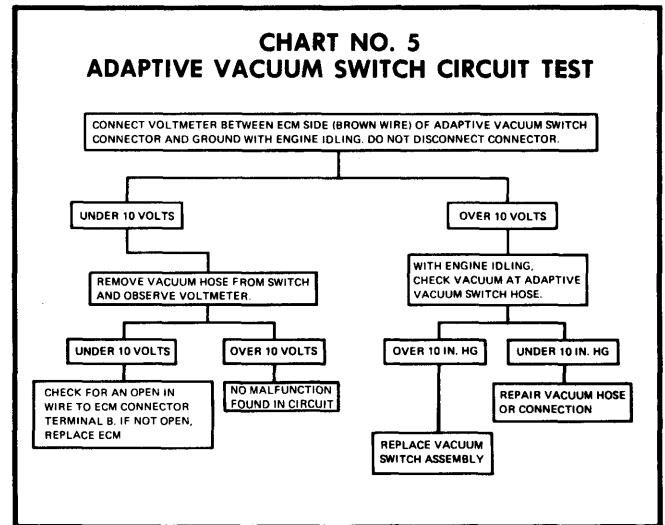 CHART NO. 5
ADAPTIVE VACUUM SWITCH CIRCUIT TEST
CONNECT VOLTMETER BETWEEN ECM SIDE (BROWN WIRE) OF ADAPTIVE VACUUM SWITCH
CONNECTOR AND GROUND WITH ENGINE IDLING. DO NOT DISCONNECT CONNECTOR.
UNDER 10 VOLTS
OVER 10 VOLTS
REMOVE VACUUM HOSE FROM SWITCH
AND OBSERVE VOLTMETER.
WITH ENGINE IDLING,
CHECK VACUUM AT ADAPTIVE
VACUUM SWITCH HOSE.
UNDER 10 VOLTS
OVER 10 VOLTS
OVER 10 IN. HG
UNDER 10 IN. HG
CHECK FOR AN OPEN IN
WIRE TO ECM CONNECTOR
TERMINAL B. IF NOT OPEN,
REPLACE ECM
NO MALFUNCTION
FOUND IN CIRCUIT
REPAIR VACUUM HOSE
OR CONNECTION
REPLACE VACUUM
SWITCH ASSEMBLY